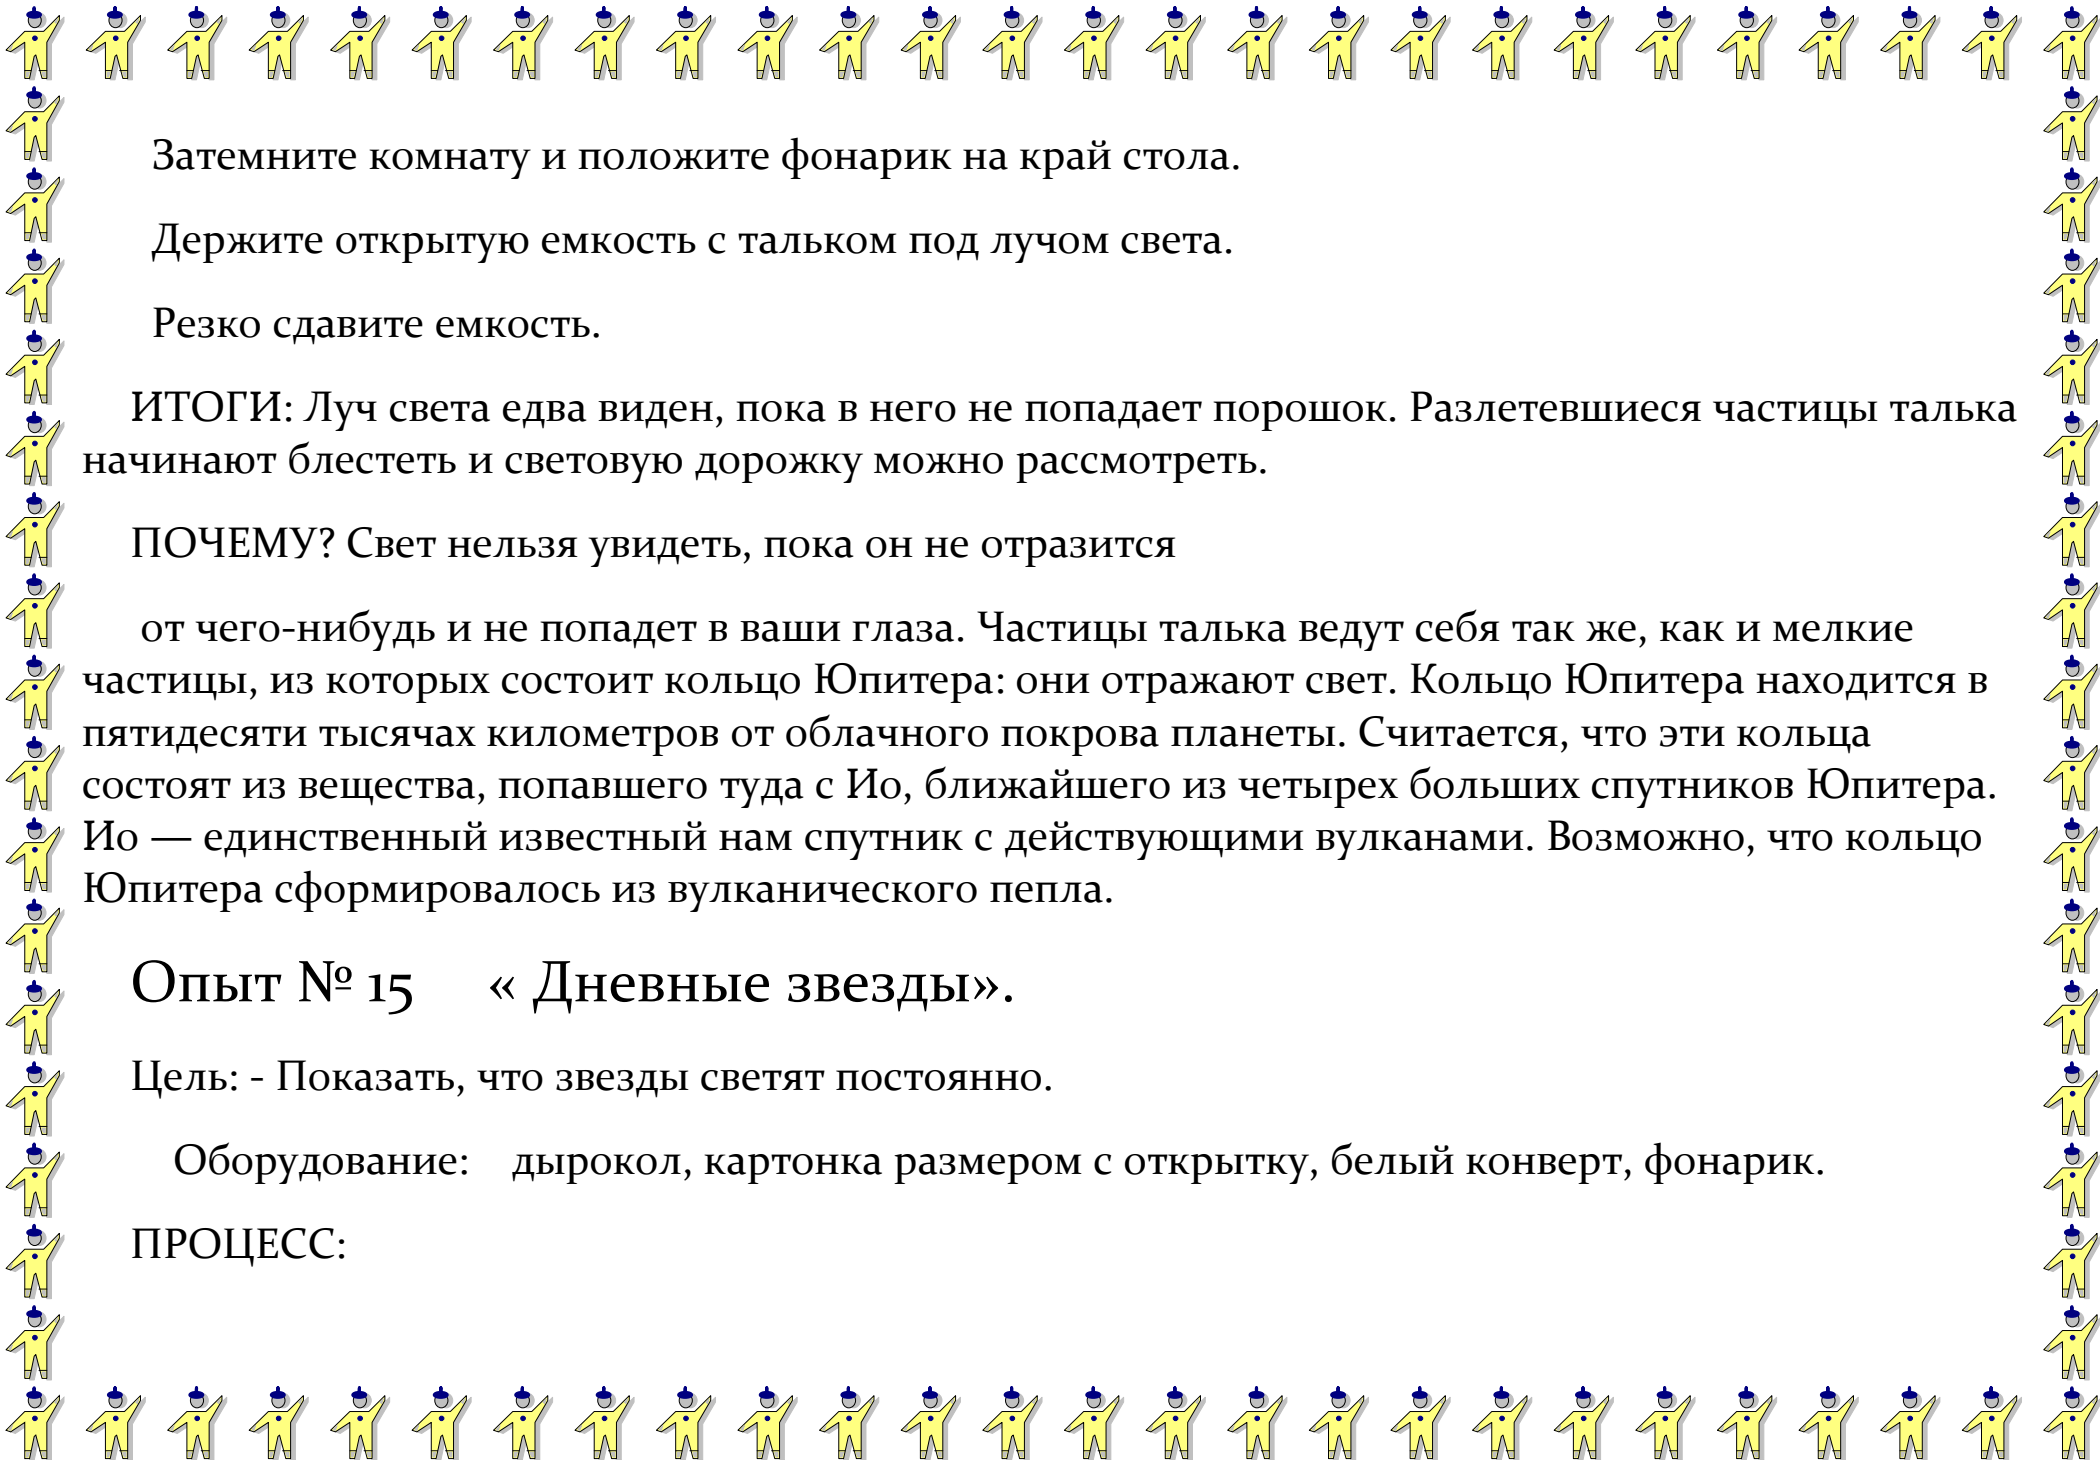 Затемните комнату и положите фонарик на край стола.
Держите открытую емкость с тальком под лучом света.
Резко сдавите емкость.
ИТОГИ: Луч света едва виден, пока в него не попадает порошок. Разлетевшиеся частицы талька
начинают блестеть и световую дорожку можно рассмотреть.
ПОЧЕМУ? Свет нельзя увидеть, пока он не отразится
от чего-нибудь и не попадет в ваши глаза. Частицы талька ведут себя так же, как и мелкие
частицы, из которых состоит кольцо Юпитера: они отражают свет. Кольцо Юпитера находится в
пятидесяти тысячах километров от облачного покрова планеты. Считается, что эти кольца
состоят из вещества, попавшего туда с Ио, ближайшего из четырех больших спутников Юпитера.
Ио — единственный известный нам спутник с действующими вулканами. Возможно, что кольцо
Юпитера сформировалось из вулканического пепла.
Опыт № 15 « Дневные звезды».
Цель: - Показать, что звезды светят постоянно.
Оборудование: дырокол, картонка размером с открытку, белый конверт, фонарик.
ПРОЦЕСС: